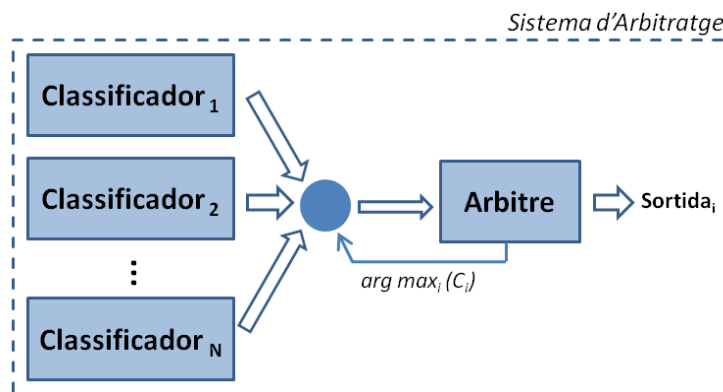 Sistema d'Arbitratge
Classificador 1
Classificador 2
Arbitre
Sortidai
arg maxi (Ci)
⋮
Classificador N